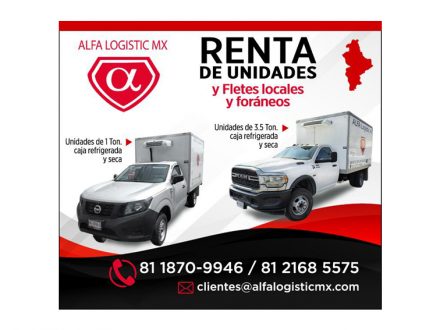 ALFA LOGISTIC MX
α
RENTA
DE UNIDADES
y Fletes locales
y foráneos
Unidades de 1 Ton.
caja refrigerada
y seca
Unidades de 3.5 Ton.
caja refrigerada
y seca
81 1870-9946 / 81 2168 5575
clientes@alfalogisticmx.com